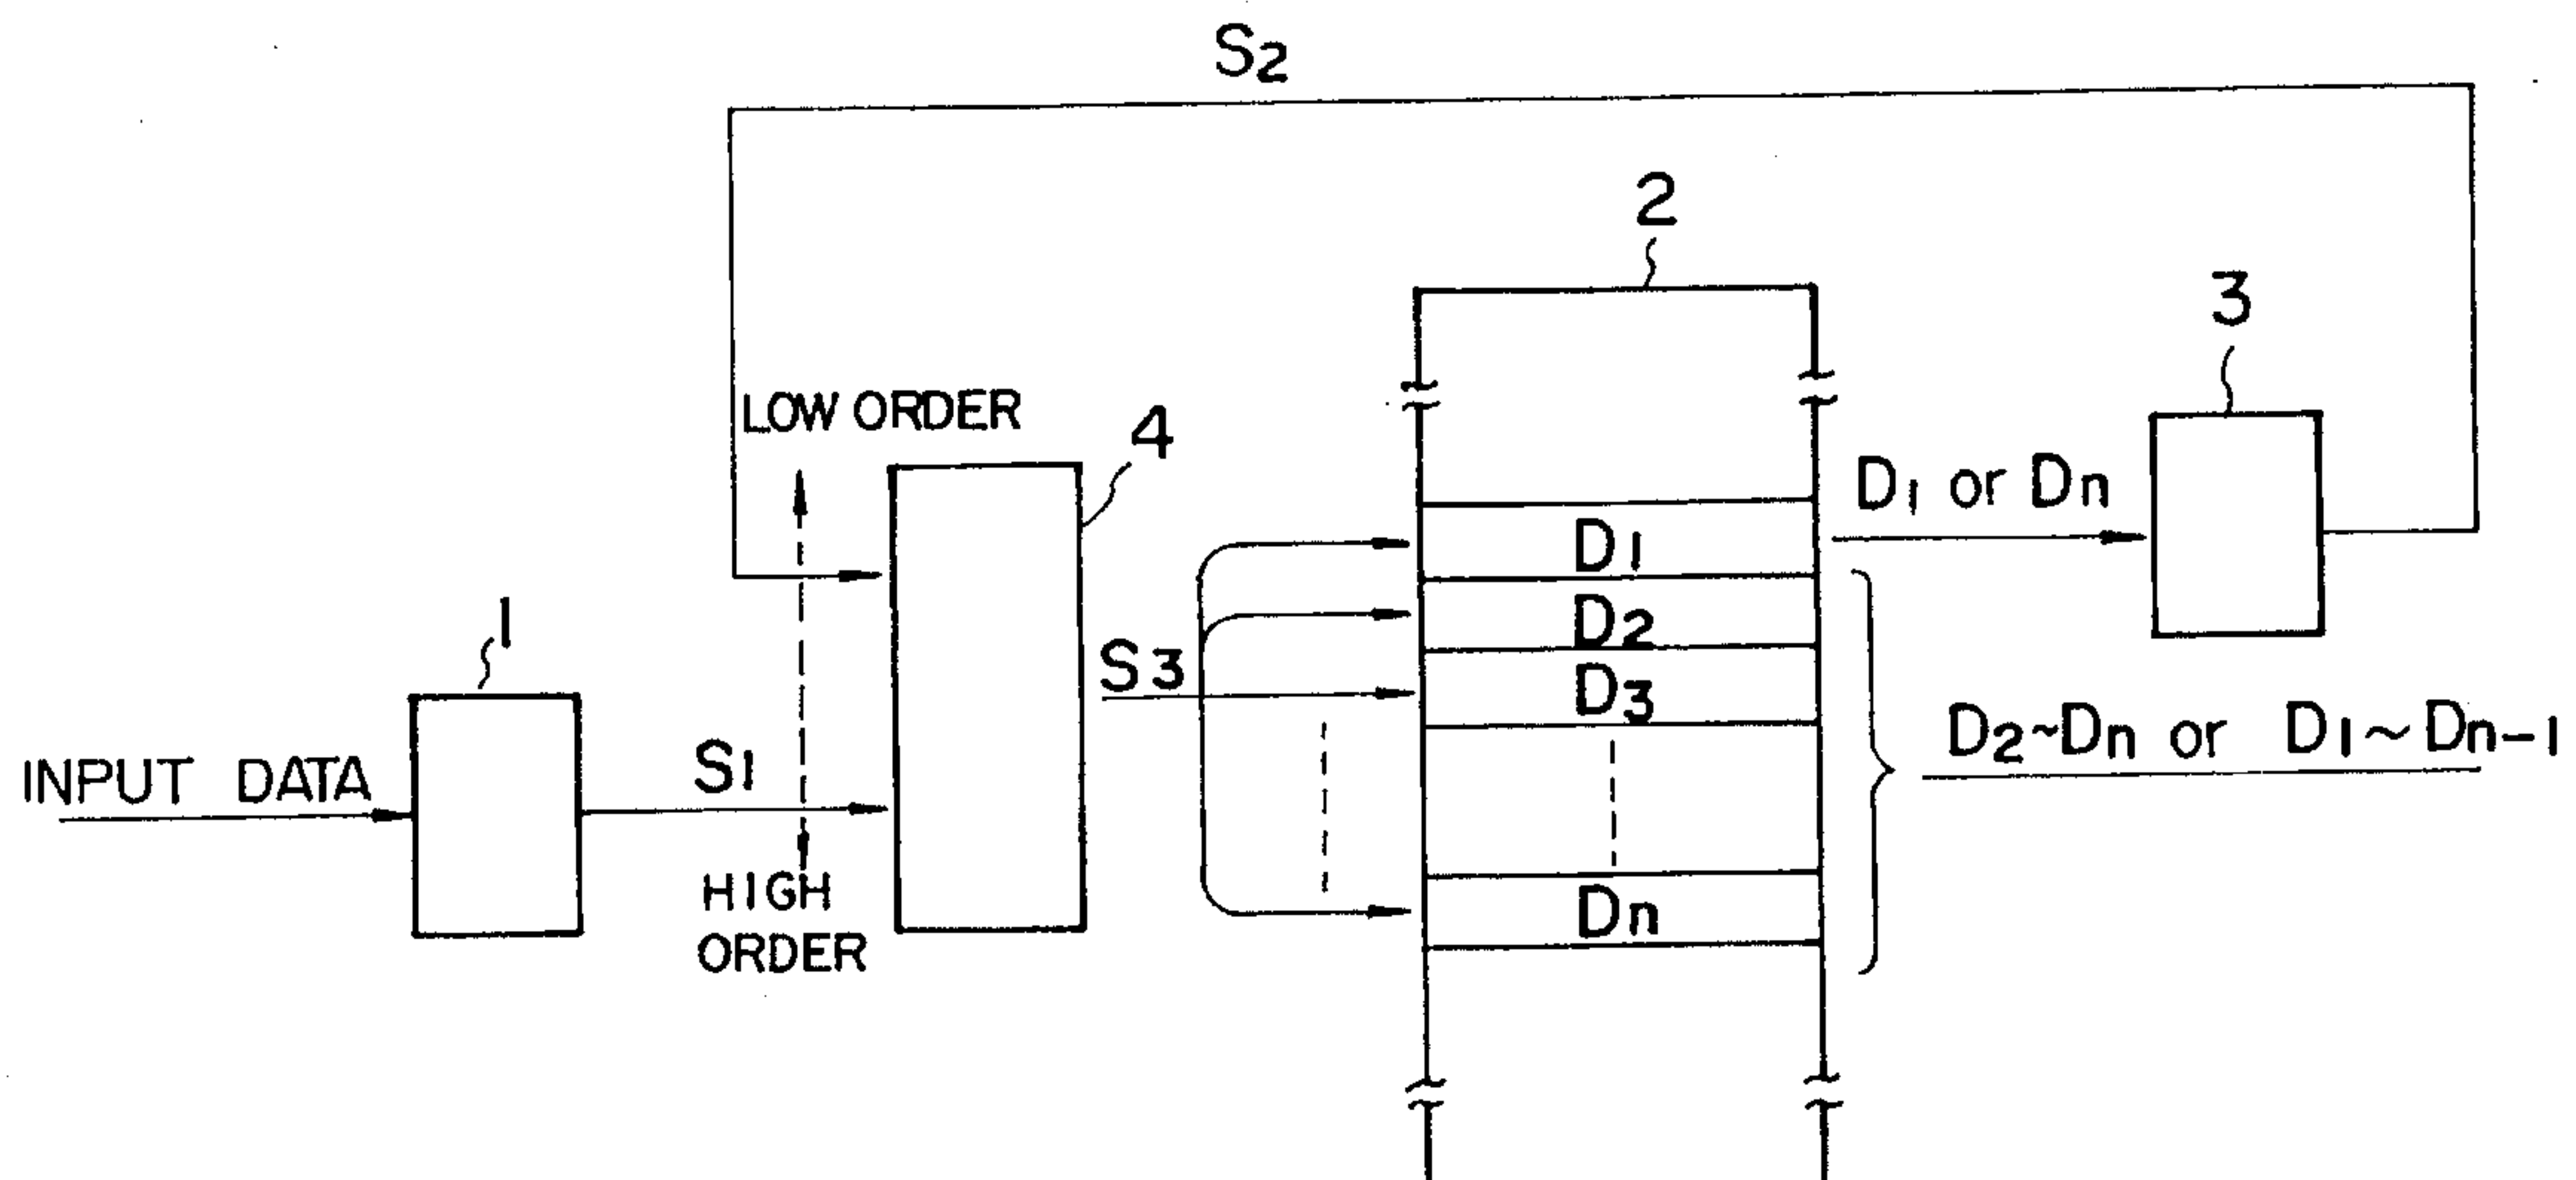 S2
2
3
LOW ORDER
4
D1 or Dn
D1
1
D2
S3
D3
S1
D2~Dn or D1~Dn-1
INPUT DATA
HIGH
ORDER
Dn